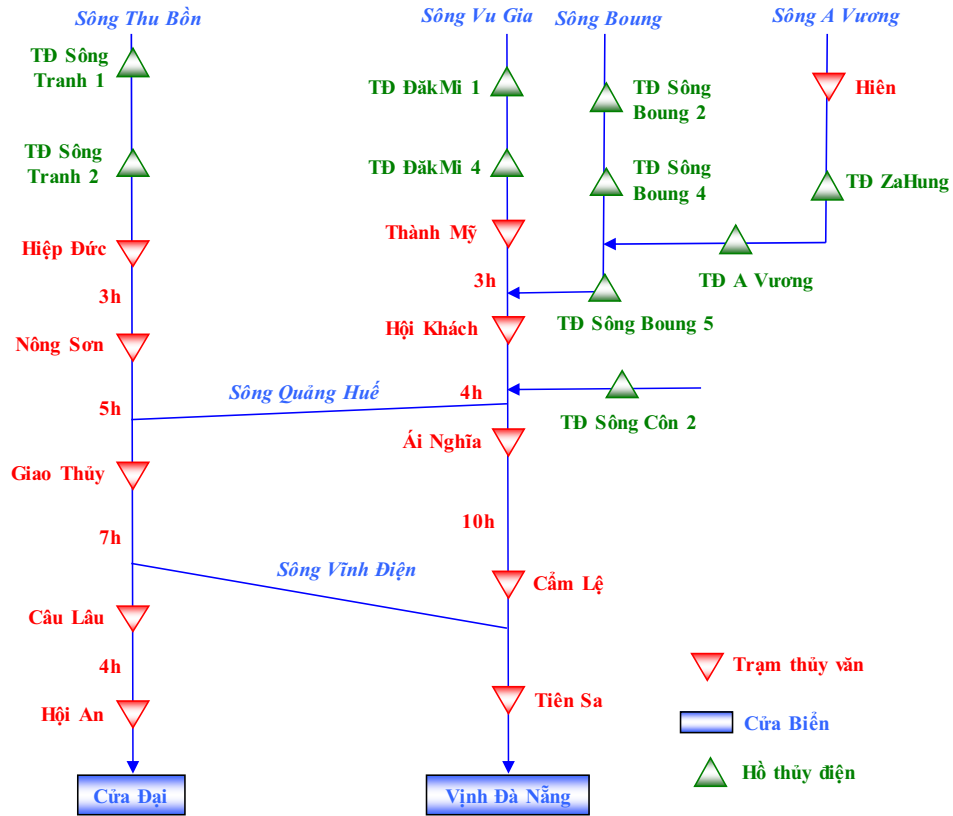 Sông Thu Bồn
Sông Vu Gia
Sông Boung
Sông A Vương
TĐ Sông
Tranh 1
TĐ ĐăkMi 1
TĐ Sông
Boung 2
Hiên
TĐ Sông
Tranh 2
TĐ ĐăkMi 4
TĐ Sông
Boung 4
TĐ ZaHung
Hiệp Đức
Thành Mỹ
TĐ A Vương
3h
3h
Nông Sơn
Hội Khách
TĐ Sông Boung 5
Sông Quảng Huế
5h
4h
TĐ Sông Côn 2
Giao Thủy
Ái Nghĩa
7h
10h
Sông Vĩnh Điện
Cẩm Lệ
Câu Lâu
4h
Trạm thủy văn
Hội An
Tiên Sa
Cửa Biển
Hồ thủy điện
Cửa Đại
Vịnh Đà Nẵng